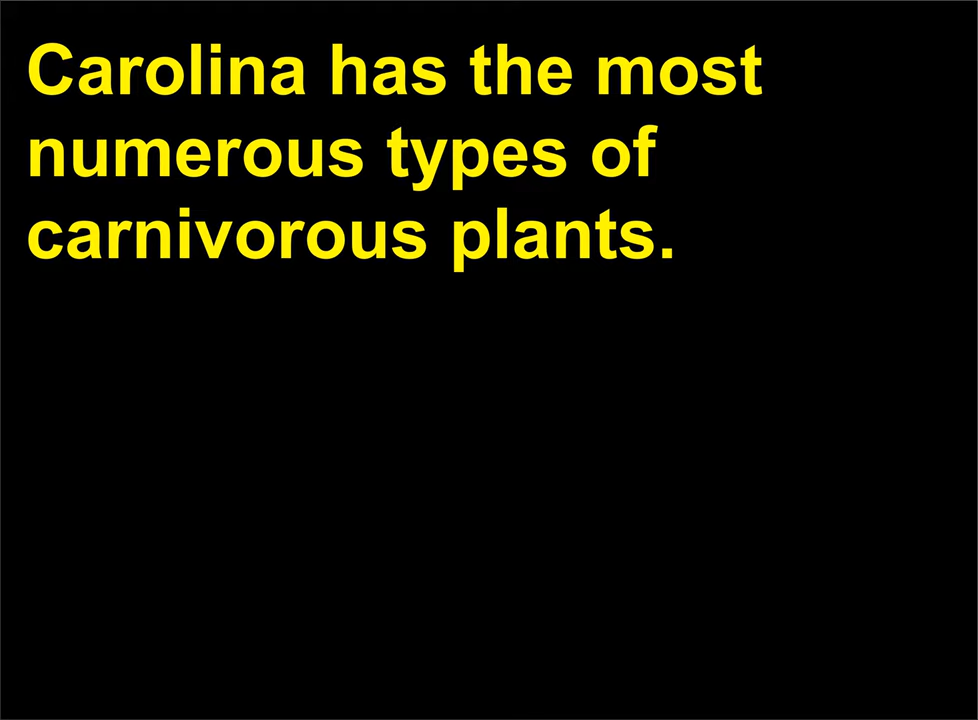 Carolina has the most
numerous types of
carnivorous plants.